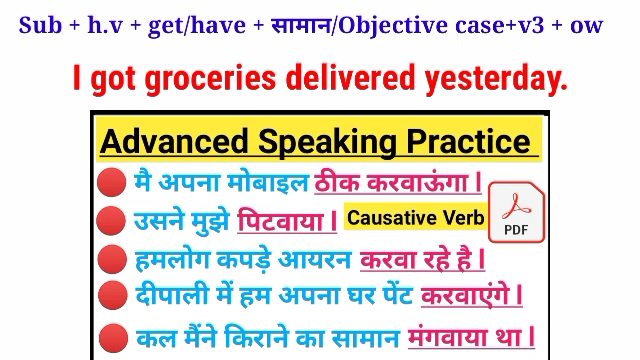 Sub + h.v + get/have + सामान/Objective case+v3 + ow
I got groceries delivered yesterday.
Advanced Speaking Practice
मै अपना मोबाइल ठीक करवाऊंगा l
उसने मुझे पिटवाया l Causative Verb
PDF
हमलोग कपड़े आयरन करवा रहे है l
दीपाली में हम अपना घर पेंट करवाएंगे l
कल मैंने किराने का सामान मंगवाया था l